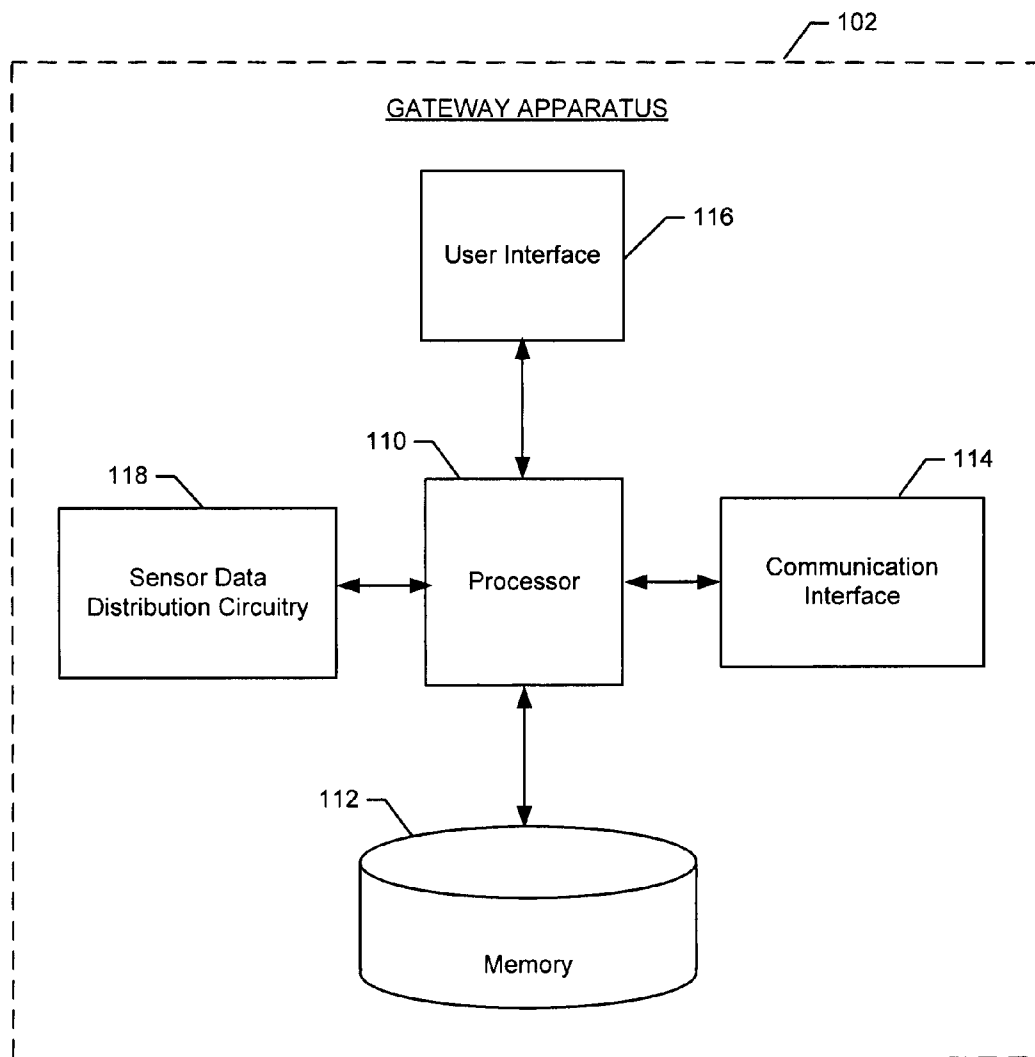 102
GATEWAY APPARATUS
116
User Interface
110
118
114
Sensor Data
Distribution Circuitry
Processor
Communication
Interface
112
Memory